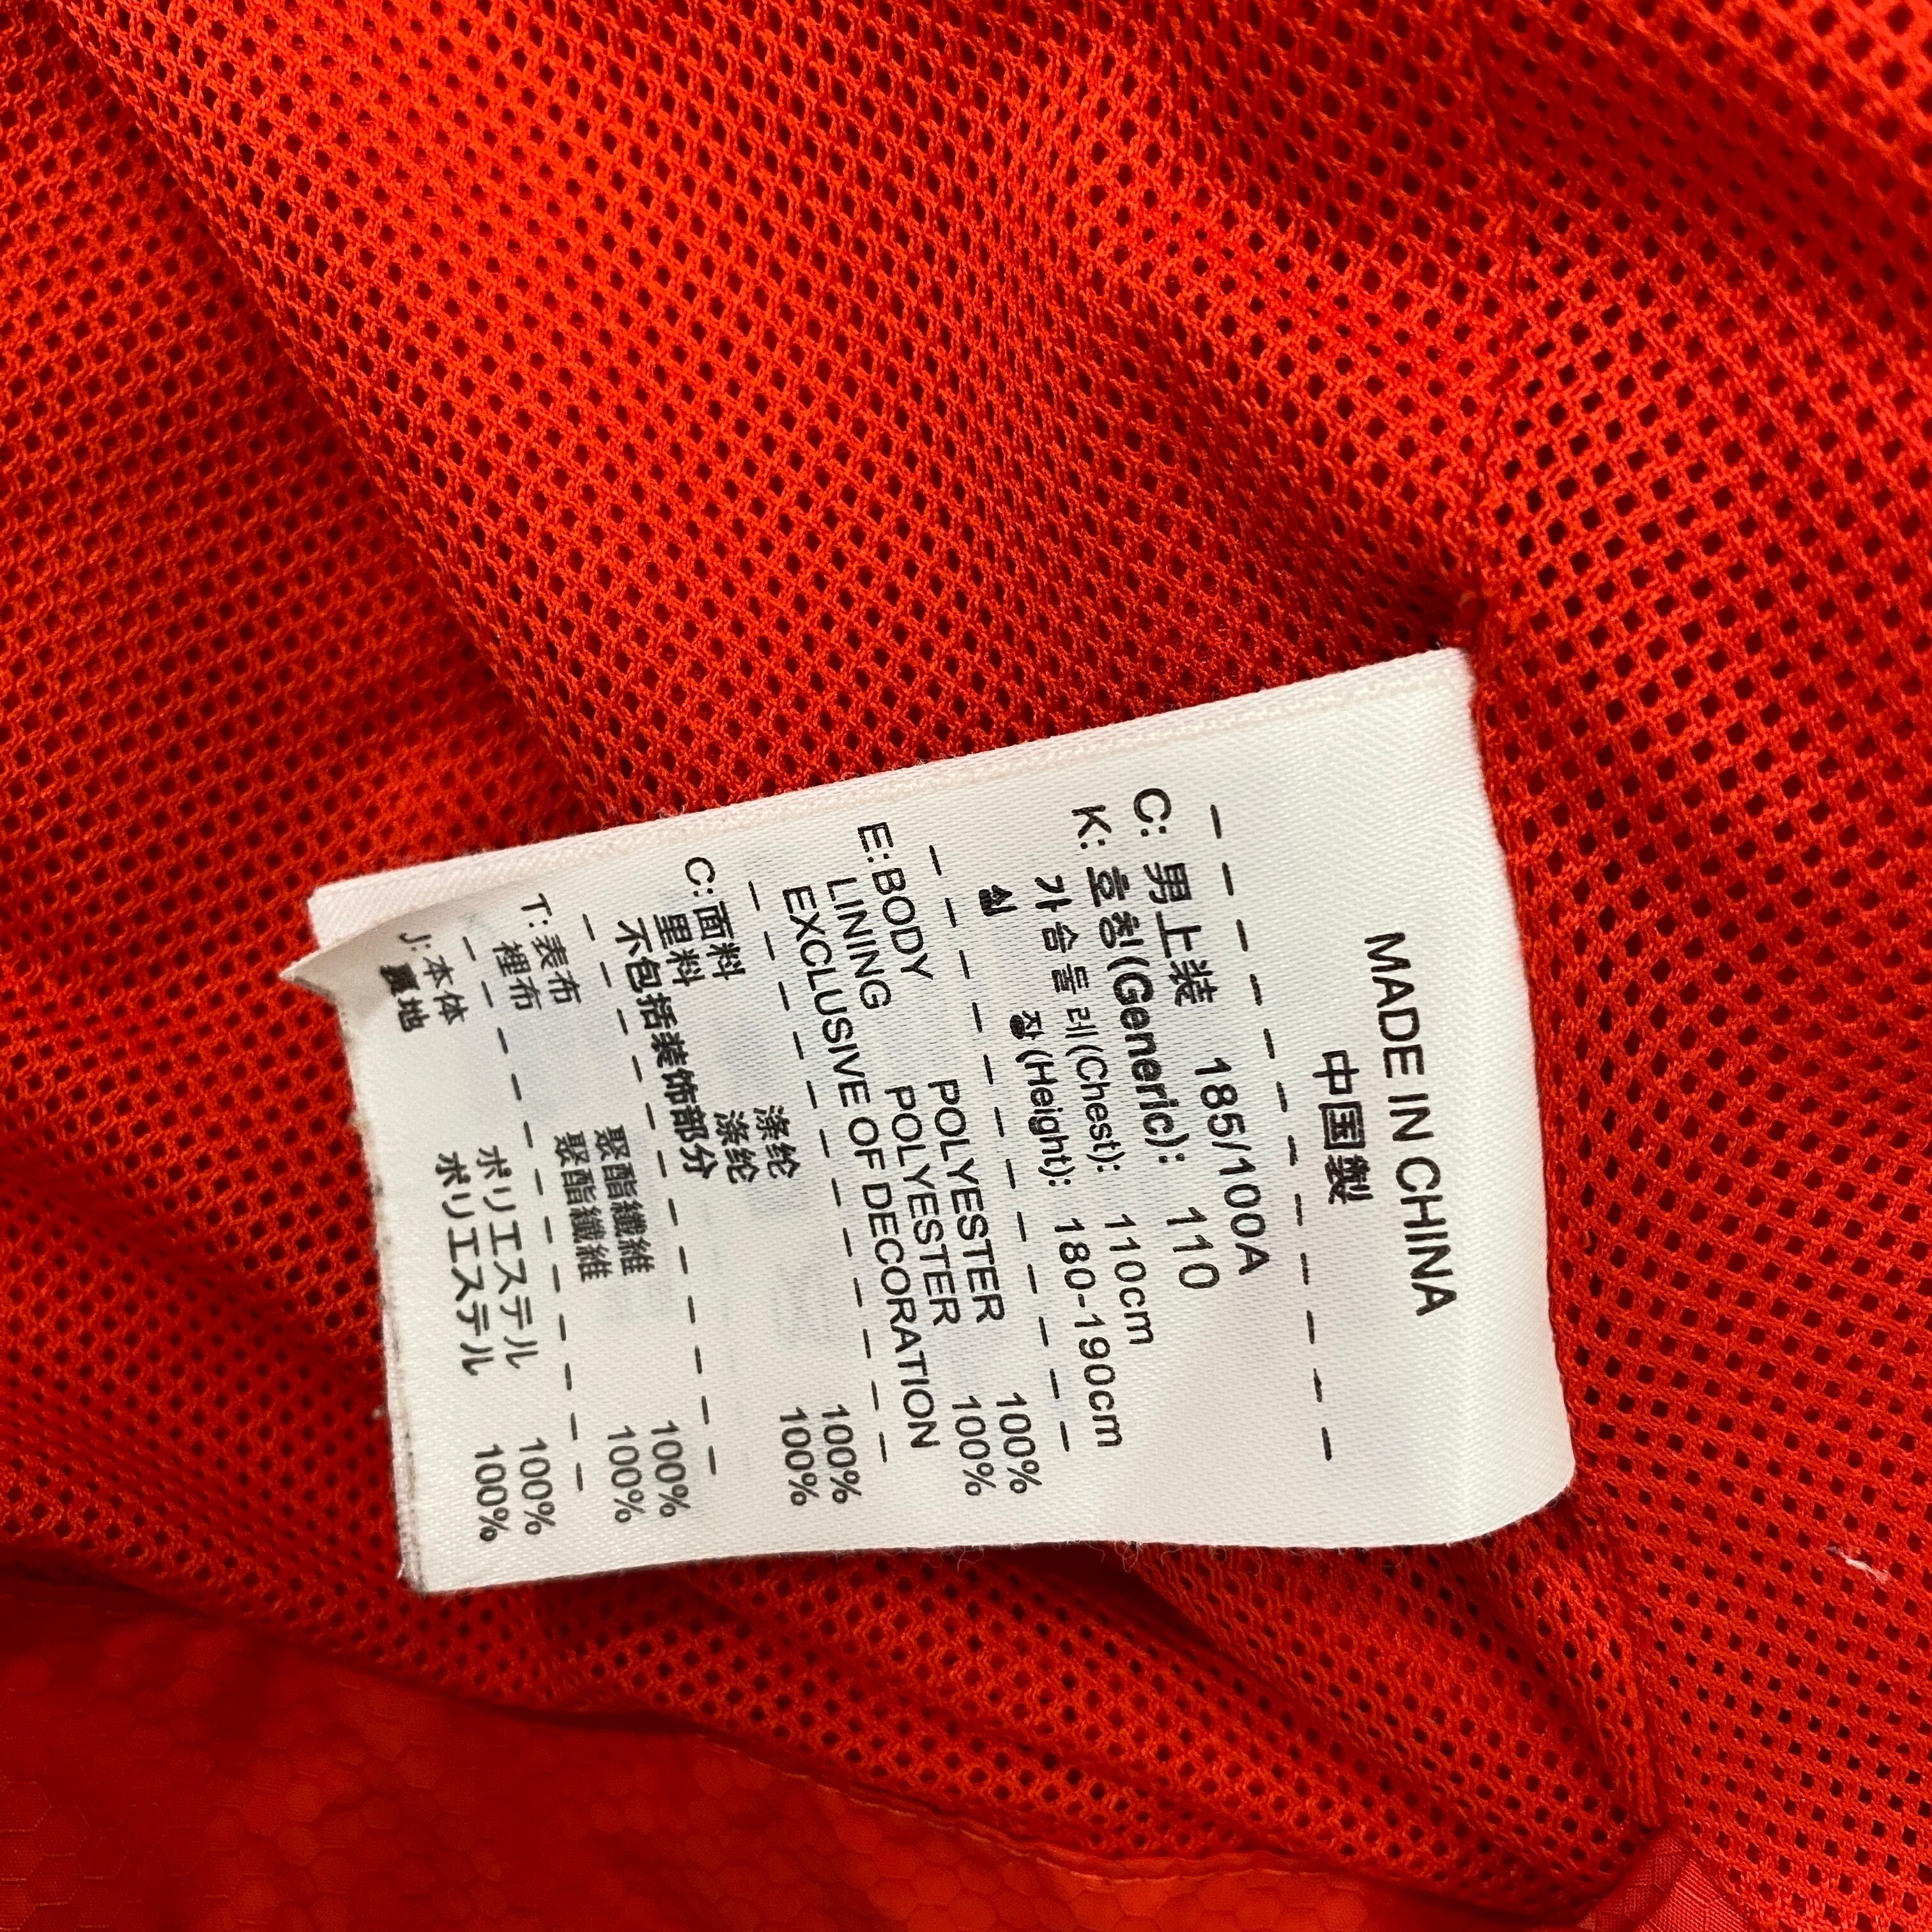 MADE IN CHINA
中国製
C: 男上装 185/100A
K: 호칭(Generic): 110
가슴둘레(Chest): 110cm
(Height): 180-190cm
E:BODY POLYESTER 100%
LINING POLYESTER 100%
EXCLUSIVE OF DECORATION
C:面料 涤纶 100%
里料 涤纶 100%
不包括装饰部分
T:表布 聚酯纖維 100%
裡布 聚酯纖維 100%
J:本体 ポリエステル 100%
裏地 ポリエステル 100%